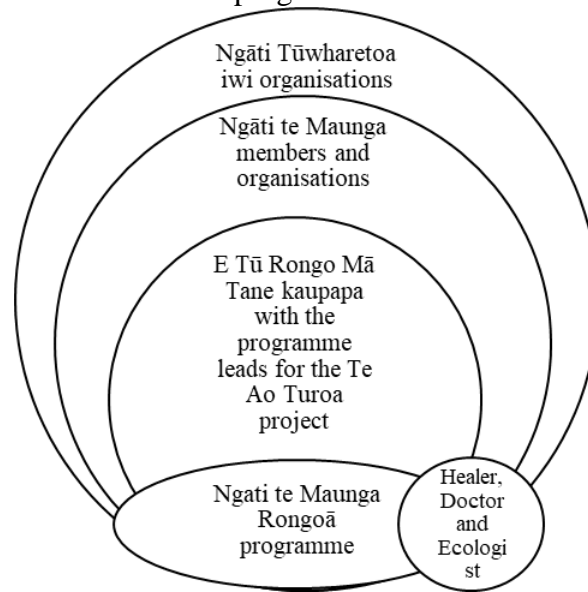 Ngāti Tūwharetoa
iwi organisations
Ngāti te Maunga
members and
organisations
E Tū Rongo Mā
Tane kaupapa
with the
programme
leads for the Te
Ao Turoa
project
Ngati te Maunga
Rongoā
programme
Healer,
Doctor
and
Ecologi
st